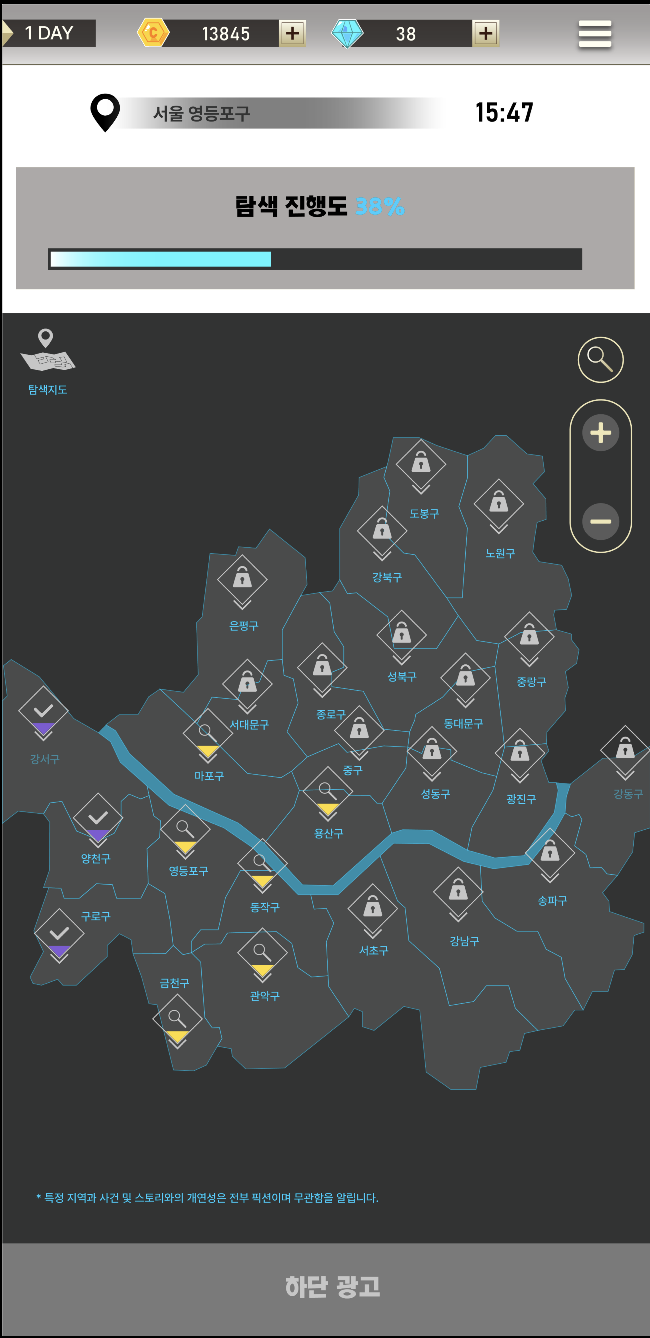 1 DAY
13845
38
서울 영등포구
15:47
탐색 진행도 38%
탐색지도
도봉구
노원구
강북구
은평구
성북구
중랑구
종로구
동대문구
서대문구
강서구
중구
마포구
성동구
광진구
강동구
용산구
양천구
영등포구
송파구
동작구
구로구
강남구
서초구
금천구
관악구
* 특정 지역과 사건 및 스토리와의 개연성은 전부 픽션이며 무관함을 알립니다.
하단 광고